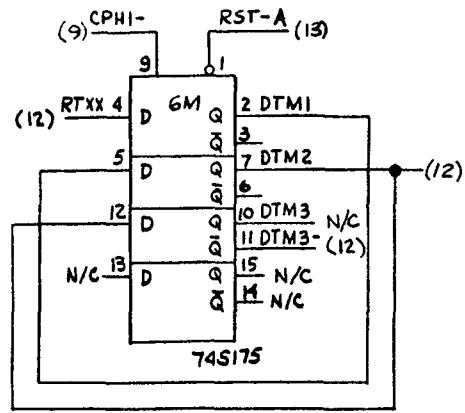 (9) CPH1-
RST-A (13)
9 1
(12) RTXX 4 D 6M Q 2 DTM1
Q̅ 3
5 D Q 7 DTM2 (12)
Q̅ 6
12 D Q 10 DTM3 N/C
Q̅ 11 DTM3- (12)
N/C 13 D Q 15 N/C
Q̅ 14 N/C
74S175